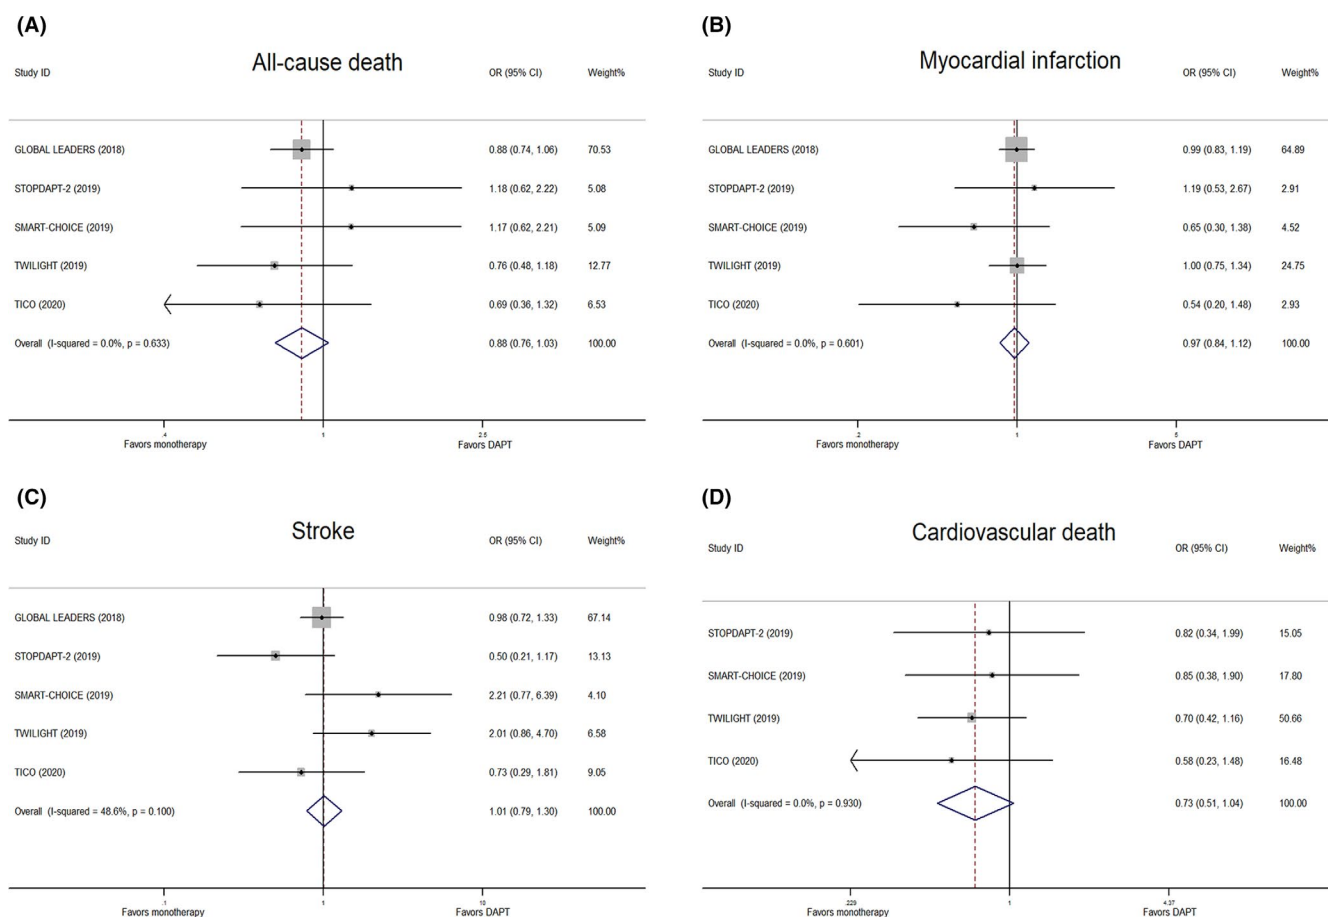 (A)
All-cause death
Study ID OR (95% CI) Weight%
GLOBAL LEADERS (2018) 0.88 (0.74, 1.06) 70.53
STOPDAPT-2 (2019) 1.18 (0.62, 2.22) 5.08
SMART-CHOICE (2019) 1.17 (0.62, 2.21) 5.09
TWILIGHT (2019) 0.76 (0.48, 1.18) 12.77
TICO (2020) 0.69 (0.36, 1.32) 6.53
Overall (I-squared = 0.0%, p = 0.633) 0.88 (0.76, 1.03) 100.00
.4 1 2.5
Favors monotherapy Favors DAPT
(B)
Myocardial infarction
Study ID OR (95% CI) Weight%
GLOBAL LEADERS (2018) 0.99 (0.83, 1.19) 64.89
STOPDAPT-2 (2019) 1.19 (0.53, 2.67) 2.91
SMART-CHOICE (2019) 0.65 (0.30, 1.38) 4.52
TWILIGHT (2019) 1.00 (0.75, 1.34) 24.75
TICO (2020) 0.54 (0.20, 1.48) 2.93
Overall (I-squared = 0.0%, p = 0.601) 0.97 (0.84, 1.12) 100.00
.2 1 5
Favors monotherapy Favors DAPT
(C)
Stroke
Study ID OR (95% CI) Weight%
GLOBAL LEADERS (2018) 0.98 (0.72, 1.33) 67.14
STOPDAPT-2 (2019) 0.50 (0.21, 1.17) 13.13
SMART-CHOICE (2019) 2.21 (0.77, 6.39) 4.10
TWILIGHT (2019) 2.01 (0.86, 4.70) 6.58
TICO (2020) 0.73 (0.29, 1.81) 9.05
Overall (I-squared = 48.6%, p = 0.100) 1.01 (0.79, 1.30) 100.00
.1 1 10
Favors monotherapy Favors DAPT
(D)
Cardiovascular death
Study ID OR (95% CI) Weight%
STOPDAPT-2 (2019) 0.82 (0.34, 1.99) 15.05
SMART-CHOICE (2019) 0.85 (0.38, 1.90) 17.80
TWILIGHT (2019) 0.70 (0.42, 1.16) 50.66
TICO (2020) 0.58 (0.23, 1.48) 16.48
Overall (I-squared = 0.0%, p = 0.930) 0.73 (0.51, 1.04) 100.00
.229 1 4.37
Favors monotherapy Favors DAPT